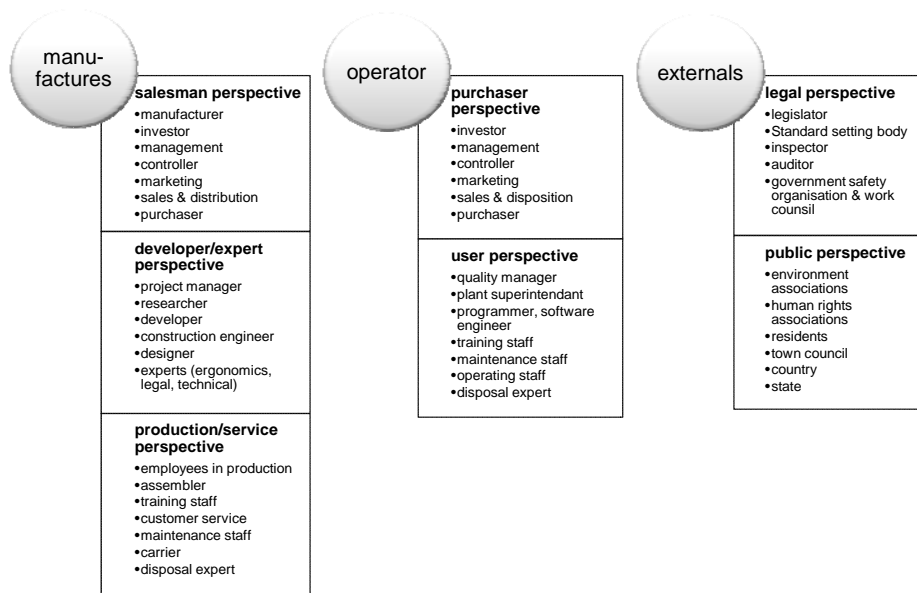 manu-
factures
salesman perspective
•manufacturer
•investor
•management
•controller
•marketing
•sales & distribution
•purchaser
developer/expert
perspective
•project manager
•researcher
•developer
•construction engineer
•designer
•experts (ergonomics,
legal, technical)
production/service
perspective
•employees in production
•assembler
•training staff
•customer service
•maintenance staff
•carrier
•disposal expert
operator
purchaser
perspective
•investor
•management
•controller
•marketing
•sales & disposition
•purchaser
user perspective
•quality manager
•plant superintendant
•programmer, software
engineer
•training staff
•maintenance staff
•operating staff
•disposal expert
externals
legal perspective
•legislator
•Standard setting body
•inspector
•auditor
•government safety
organisation & work
counsil
public perspective
•environment
associations
•human rights
associations
•residents
•town council
•country
•state